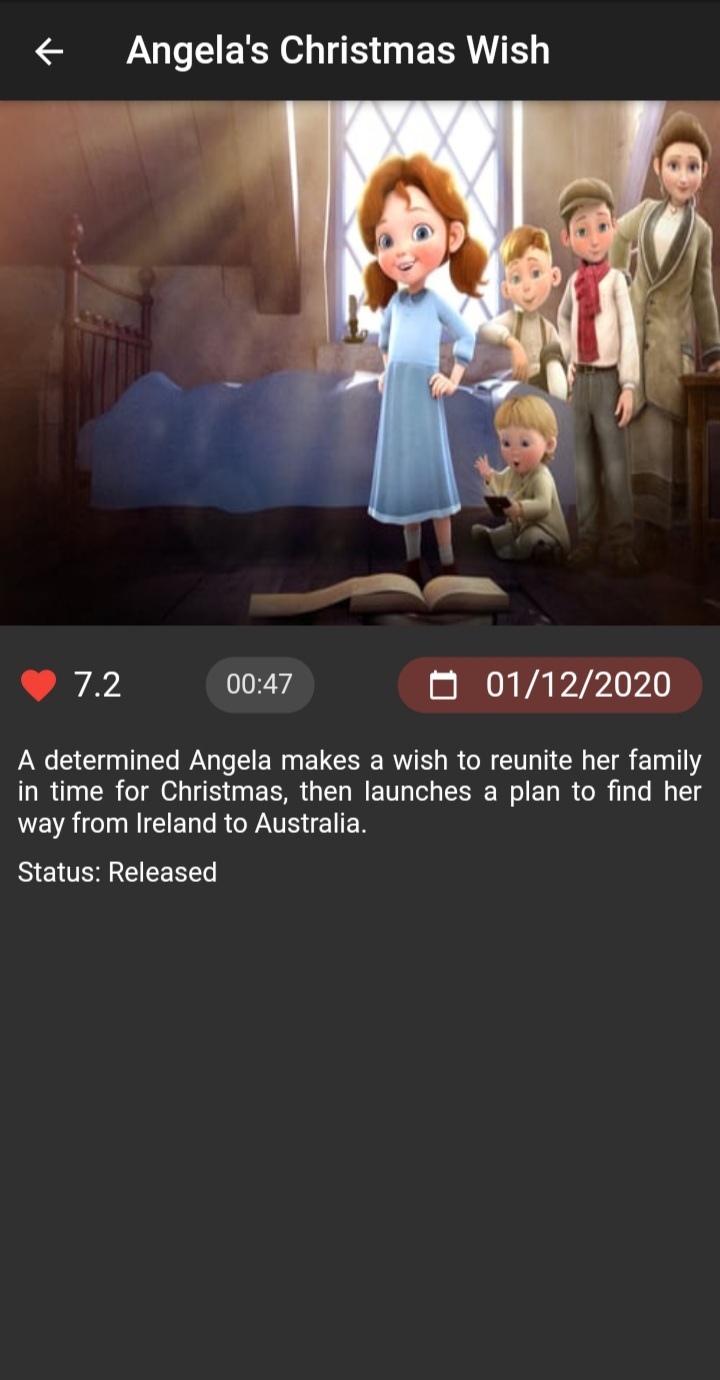 Angela's Christmas Wish
7.2
00:47
01/12/2020
A determined Angela makes a wish to reunite her family
in time for Christmas, then launches a plan to find her
way from Ireland to Australia.
Status: Released